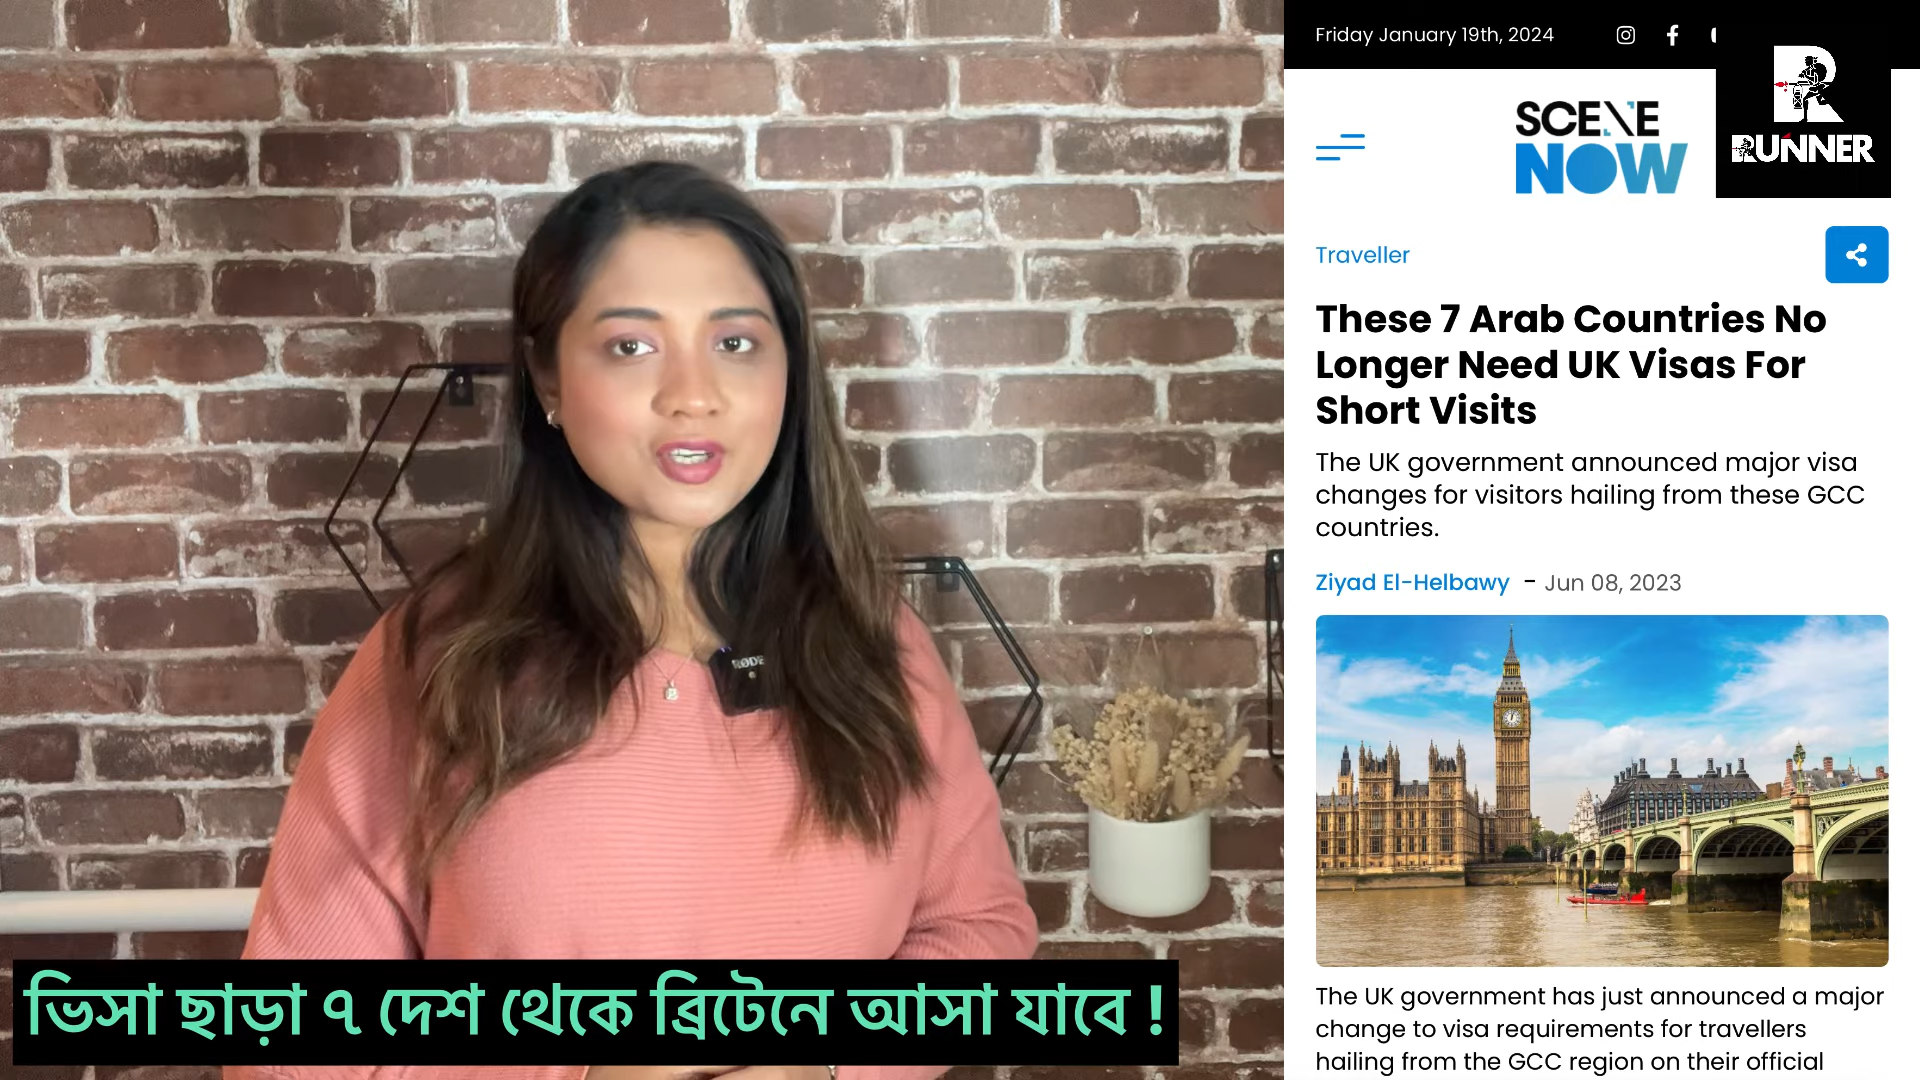 Friday January 19th, 2024
SCENE
NOW
R
RUNNER
Traveller
These 7 Arab Countries No
Longer Need UK Visas For
Short Visits
The UK government announced major visa
changes for visitors hailing from these GCC
countries.
Ziyad El-Helbawy - Jun 08, 2023
The UK government has just announced a major
change to visa requirements for travellers
hailing from the GCC region on their official
RØDE
ভিসা ছাড়া ৭ দেশ থেকে ব্রিটেনে আসা যাবে !